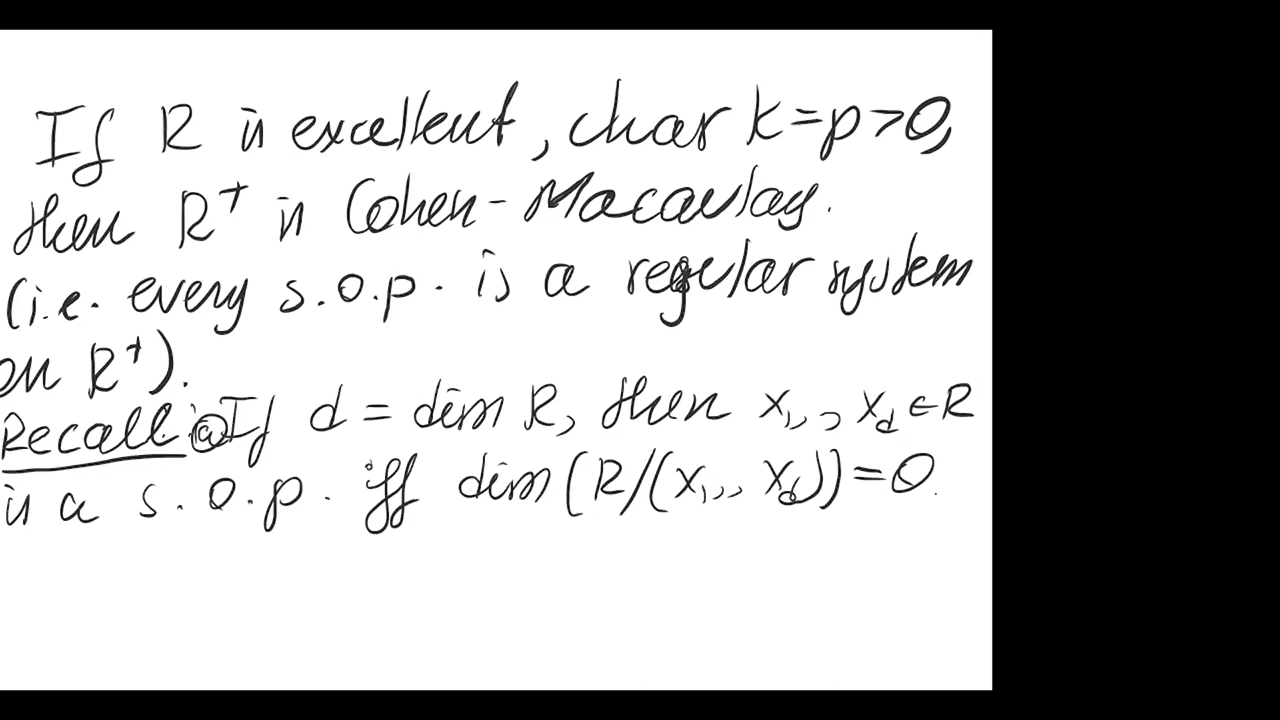 If R is excellent, char k = p > 0,
then R⁺ is Cohen-Macaulay.
(i.e. every s.o.p. is a regular system
on R⁺).
Recall: ⓐ If d = dim R, then x₁,, x_d ∈ R
is a s.o.p. iff dim (R/(x₁,,, x_d)) = 0.